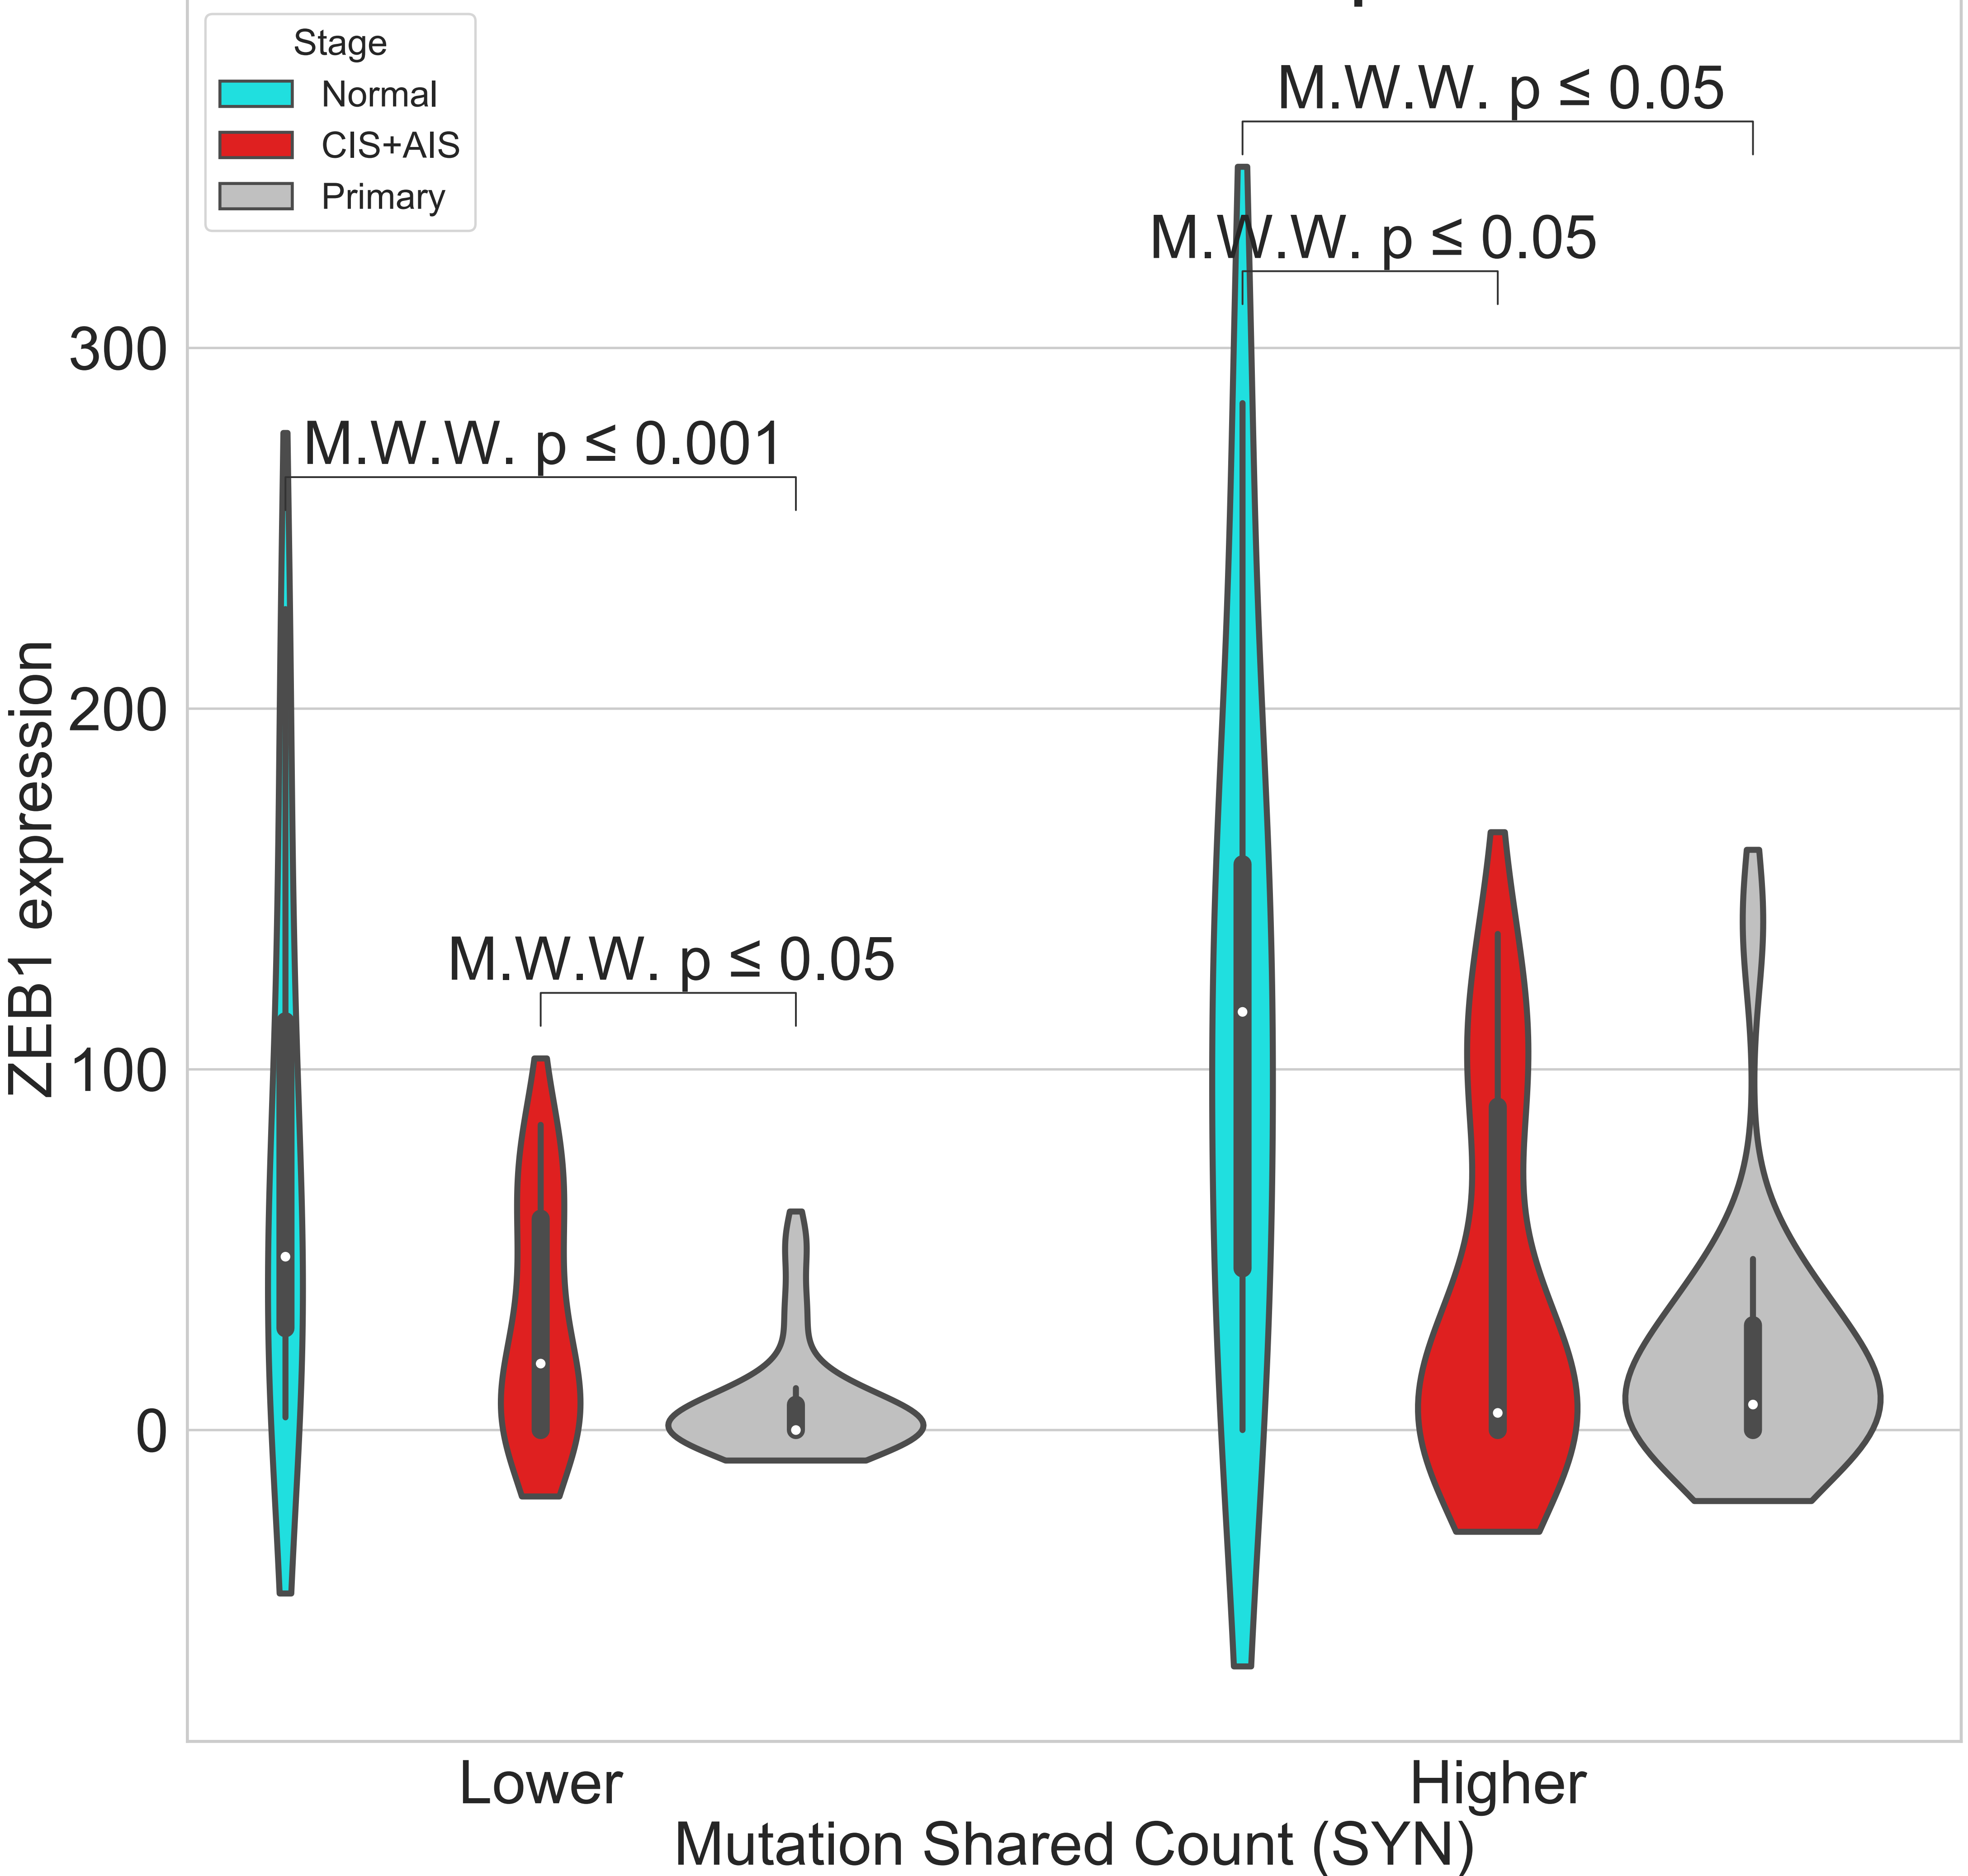 Stage
Normal
CIS+AIS
Primary
M.W.W. p ≤ 0.05
M.W.W. p ≤ 0.05
M.W.W. p ≤ 0.001
M.W.W. p ≤ 0.05
300
200
100
0
ZEB1 expression
Lower
Higher
Mutation Shared Count (SYN)